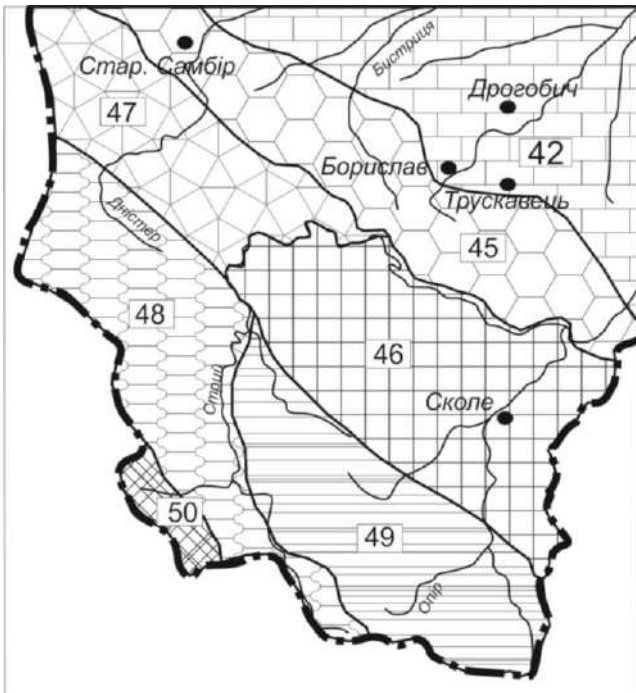 Стар. Самбір
Бистриця
Дрогобич
47
42
Борислав
Трускавець
Дністер
45
48
46
Стрий
Сколе
50
49
Опір